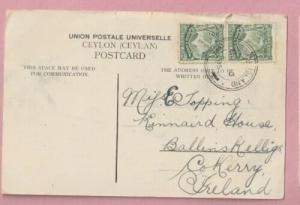 UNION POSTALE UNIVERSELLE
CEYLON (CEYLAN)
POSTCARD
THIS SPACE MAY BE USED
FOR COMMUNICATION.
THE ADDRESS ONLY TO BE
WRITTEN HERE.
Miss E Topping
Kinnaird House,
Ballinskellig
Co Kerry,
Ireland